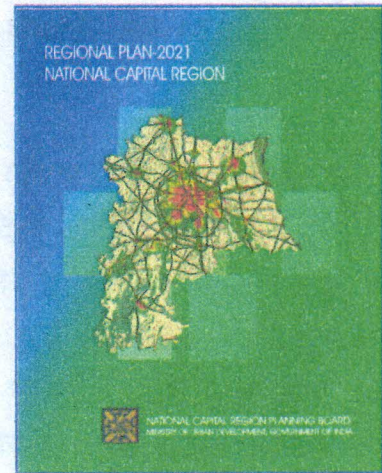 REGIONAL PLAN-2021
NATIONAL CAPITAL REGION
NATIONAL CAPITAL REGION PLANNING BOARD
MINISTRY OF URBAN DEVELOPMENT, GOVERNMENT OF INDIA